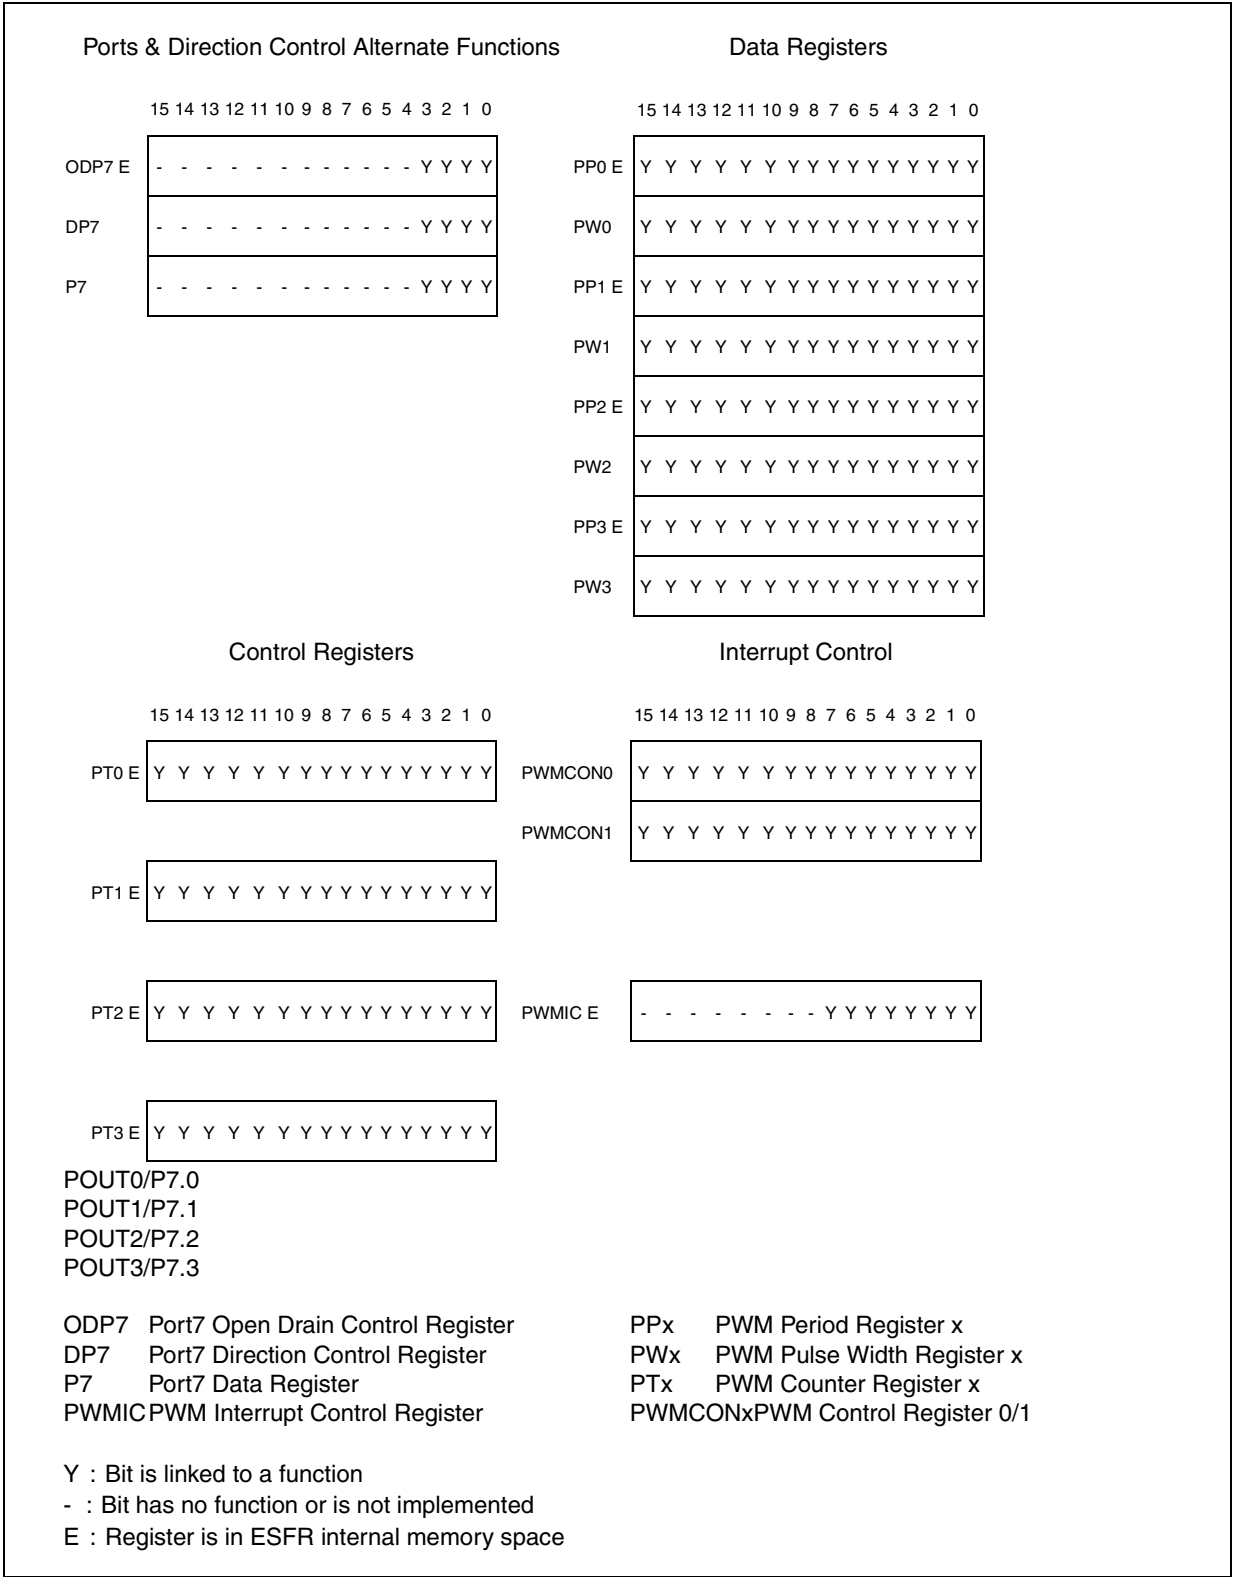 Ports & Direction Control Alternate Functions
15 14 13 12 11 10 9 8 7 6 5 4 3 2 1 0
ODP7 E - - - - - - - - - - - - Y Y Y Y
DP7 - - - - - - - - - - - - Y Y Y Y
P7 - - - - - - - - - - - - Y Y Y Y
Data Registers
15 14 13 12 11 10 9 8 7 6 5 4 3 2 1 0
PP0 E Y Y Y Y Y Y Y Y Y Y Y Y Y Y Y Y
PW0 Y Y Y Y Y Y Y Y Y Y Y Y Y Y Y Y
PP1 E Y Y Y Y Y Y Y Y Y Y Y Y Y Y Y Y
PW1 Y Y Y Y Y Y Y Y Y Y Y Y Y Y Y Y
PP2 E Y Y Y Y Y Y Y Y Y Y Y Y Y Y Y Y
PW2 Y Y Y Y Y Y Y Y Y Y Y Y Y Y Y Y
PP3 E Y Y Y Y Y Y Y Y Y Y Y Y Y Y Y Y
PW3 Y Y Y Y Y Y Y Y Y Y Y Y Y Y Y Y
Control Registers
15 14 13 12 11 10 9 8 7 6 5 4 3 2 1 0
PT0 E Y Y Y Y Y Y Y Y Y Y Y Y Y Y Y Y
PT1 E Y Y Y Y Y Y Y Y Y Y Y Y Y Y Y Y
PT2 E Y Y Y Y Y Y Y Y Y Y Y Y Y Y Y Y
PT3 E Y Y Y Y Y Y Y Y Y Y Y Y Y Y Y Y
Interrupt Control
15 14 13 12 11 10 9 8 7 6 5 4 3 2 1 0
PWMCON0 Y Y Y Y Y Y Y Y Y Y Y Y Y Y Y Y
PWMCON1 Y Y Y Y Y Y Y Y Y Y Y Y Y Y Y Y
PWMIC E - - - - - - - - Y Y Y Y Y Y Y Y
POUT0/P7.0
POUT1/P7.1
POUT2/P7.2
POUT3/P7.3
ODP7 Port7 Open Drain Control Register
DP7 Port7 Direction Control Register
P7 Port7 Data Register
PWMIC PWM Interrupt Control Register
PPx PWM Period Register x
PWx PWM Pulse Width Register x
PTx PWM Counter Register x
PWMCONxPWM Control Register 0/1
Y : Bit is linked to a function
- : Bit has no function or is not implemented
E : Register is in ESFR internal memory space